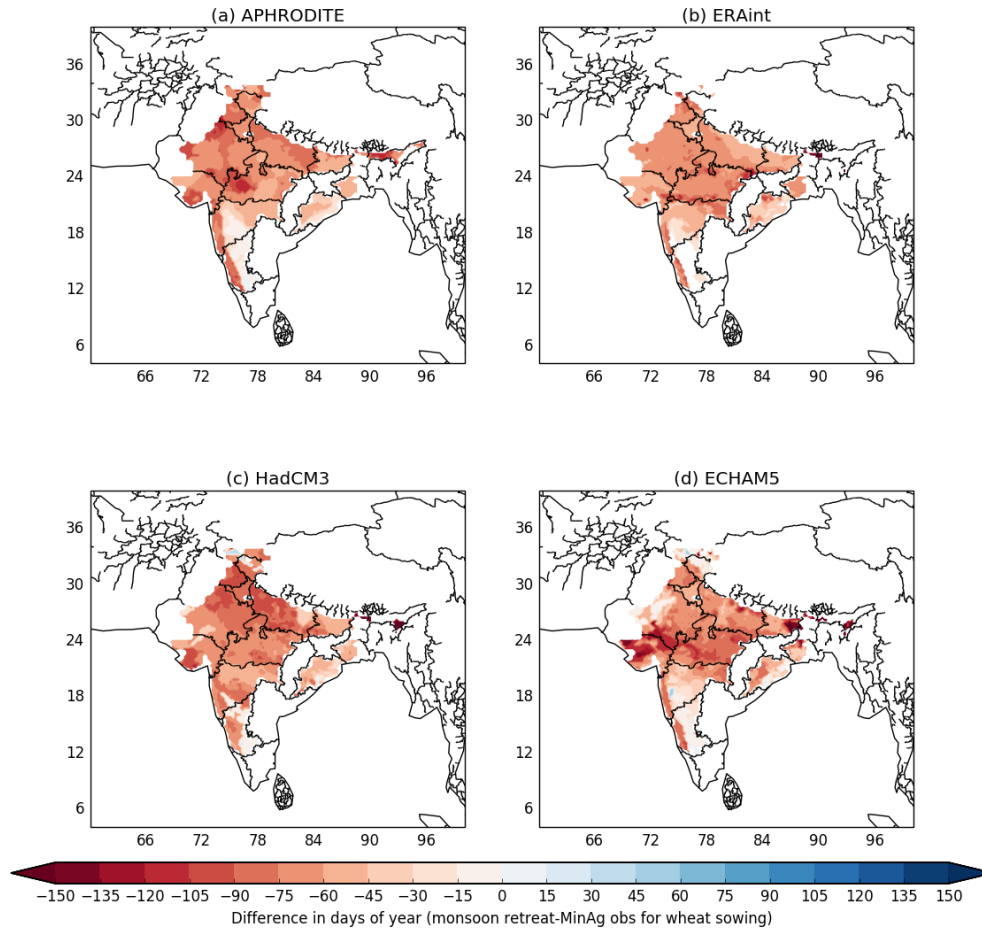 (a) APHRODITE
(b) ERAint
36
30
24
18
12
6
66 72 78 84 90 96
36
30
24
18
12
6
66 72 78 84 90 96
(c) HadCM3
(d) ECHAM5
36
30
24
18
12
6
66 72 78 84 90 96
36
30
24
18
12
6
66 72 78 84 90 96
−150 −135 −120 −105 −90 −75 −60 −45 −30 −15 0 15 30 45 60 75 90 105 120 135 150
Difference in days of year (monsoon retreat-MinAg obs for wheat sowing)